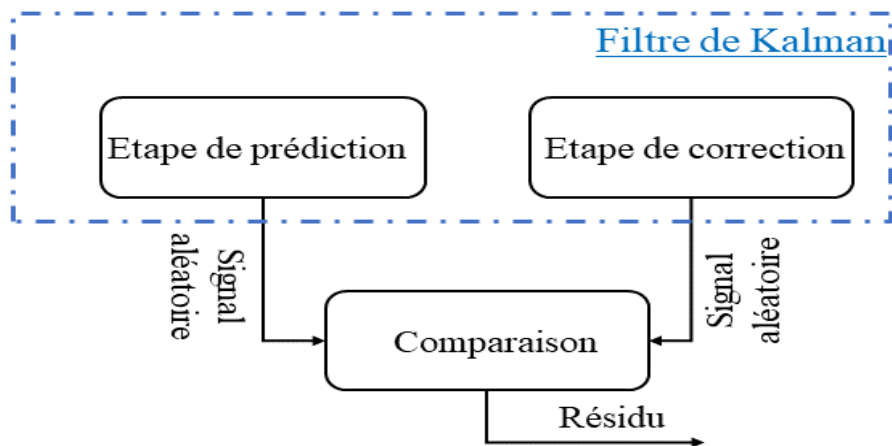 Filtre de Kalman
Etape de prédiction
Etape de correction
Signal
aléatoire
Signal
aléatoire
Comparaison
Résidu